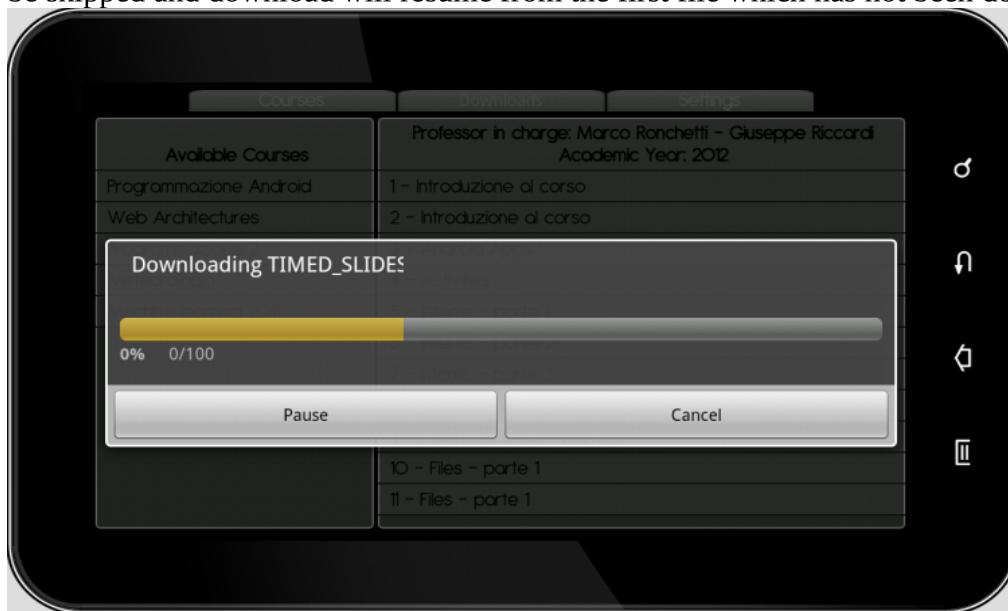 be skipped and download will resume from the first file which has not been
Courses Downloads Settings
Available Courses
Professor in charge: Marco Ronchetti - Giuseppe Riccardi
Academic Year: 2012
Programmazione Android
1 - Introduzione al corso
Web Architectures
2 - Introduzione al corso
Downloading TIMED_SLIDES
0% 0/100
Pause Cancel
10 - Files - parte 1
11 - Files - parte 1